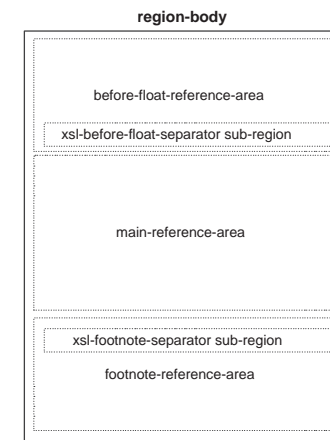 region-body
before-float-reference-area
xsl-before-float-separator sub-region
main-reference-area
xsl-footnote-separator sub-region
footnote-reference-area